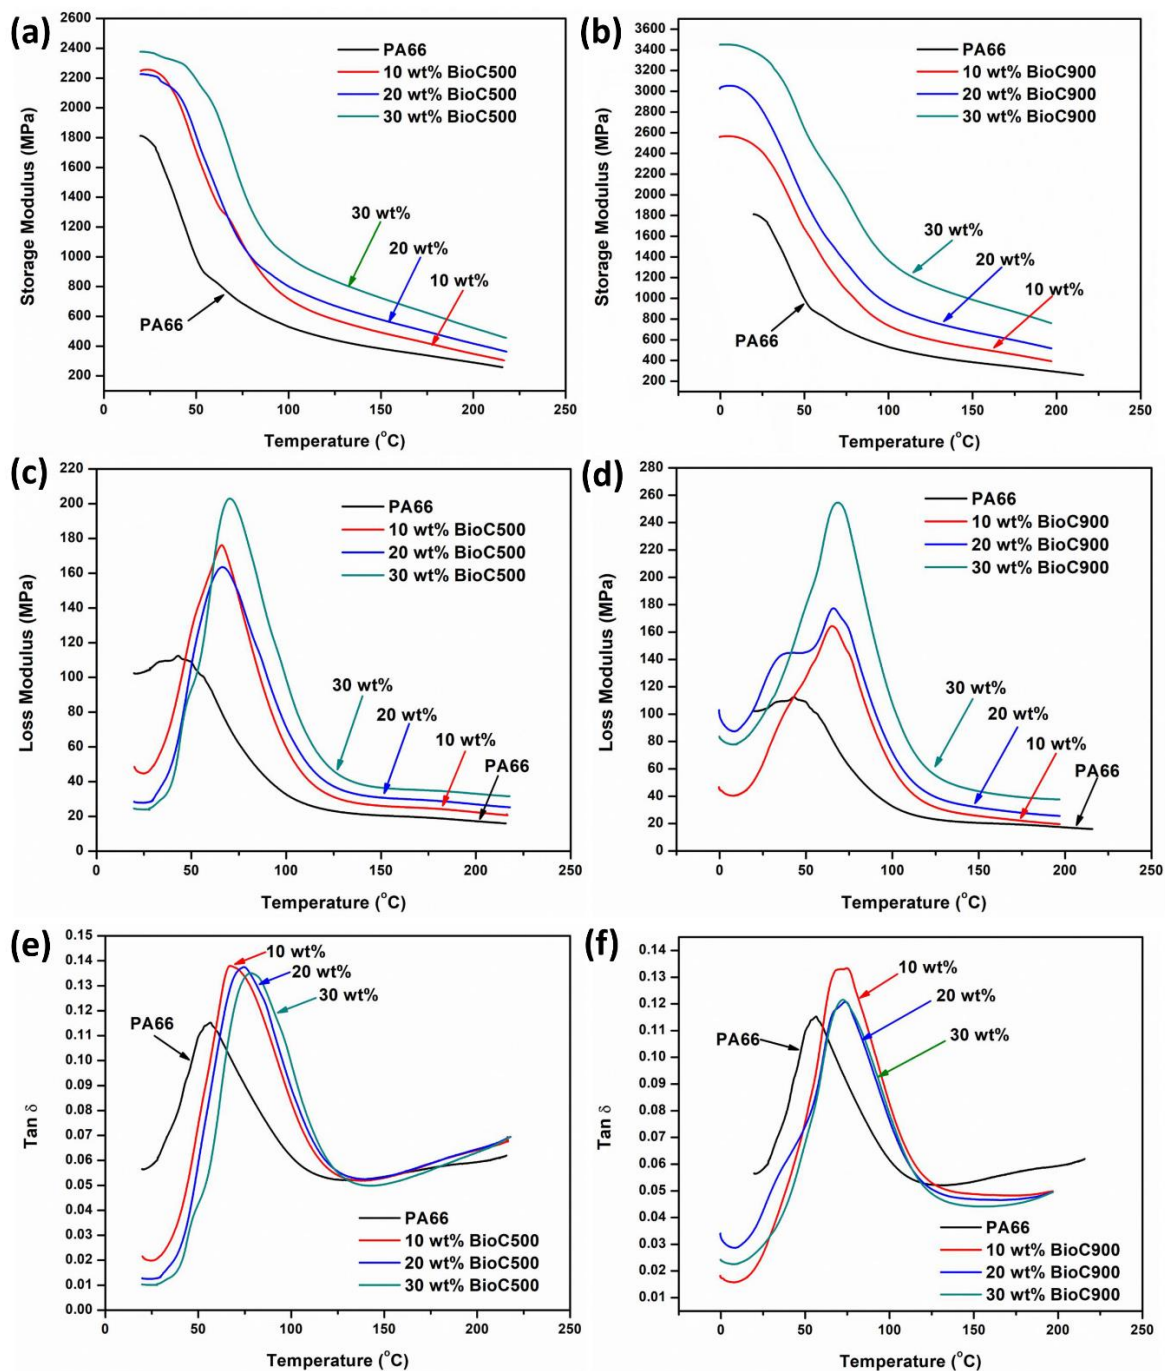 (a)
2600
2400
2200
2000
1800
1600
1400
1200
1000
800
600
400
200
Storage Modulus (MPa)
PA66
10 wt% BioC500
20 wt% BioC500
30 wt% BioC500
30 wt%
20 wt%
10 wt%
PA66
0
50
100
150
200
250
Temperature (°C)
(b)
3600
3400
3200
3000
2800
2600
2400
2200
2000
1800
1600
1400
1200
1000
800
600
400
200
Storage Modulus (MPa)
PA66
10 wt% BioC900
20 wt% BioC900
30 wt% BioC900
30 wt%
20 wt%
10 wt%
PA66
0
50
100
150
200
250
Temperature (°C)
(c)
220
200
180
160
140
120
100
80
60
40
20
0
Loss Modulus (MPa)
PA66
10 wt% BioC500
20 wt% BioC500
30 wt% BioC500
30 wt%
20 wt%
10 wt%
PA66
0
50
100
150
200
250
Temperature (°C)
(d)
280
260
240
220
200
180
160
140
120
100
80
60
40
20
0
Loss Modulus (MPa)
PA66
10 wt% BioC900
20 wt% BioC900
30 wt% BioC900
30 wt%
20 wt%
10 wt%
PA66
0
50
100
150
200
250
Temperature (°C)
(e)
0.15
0.14
0.13
0.12
0.11
0.10
0.09
0.08
0.07
0.06
0.05
0.04
0.03
0.02
0.01
0.00
Tan δ
10 wt%
20 wt%
30 wt%
PA66
PA66
10 wt% BioC500
20 wt% BioC500
30 wt% BioC500
0
50
100
150
200
250
Temperature (°C)
(f)
0.14
0.13
0.12
0.11
0.10
0.09
0.08
0.07
0.06
0.05
0.04
0.03
0.02
0.01
Tan δ
10 wt%
20 wt%
30 wt%
PA66
PA66
10 wt% BioC900
20 wt% BioC900
30 wt% BioC900
0
50
100
150
200
250
Temperature (°C)